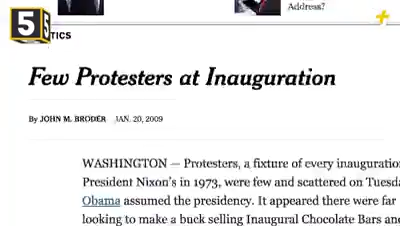 Address?
5
TICS
Few Protesters at Inauguration
By JOHN M. BRODER JAN. 20, 2009
WASHINGTON — Protesters, a fixture of every inauguration
President Nixon's in 1973, were few and scattered on Tuesda
Obama assumed the presidency. It appeared there were far
looking to make a buck selling Inaugural Chocolate Bars and